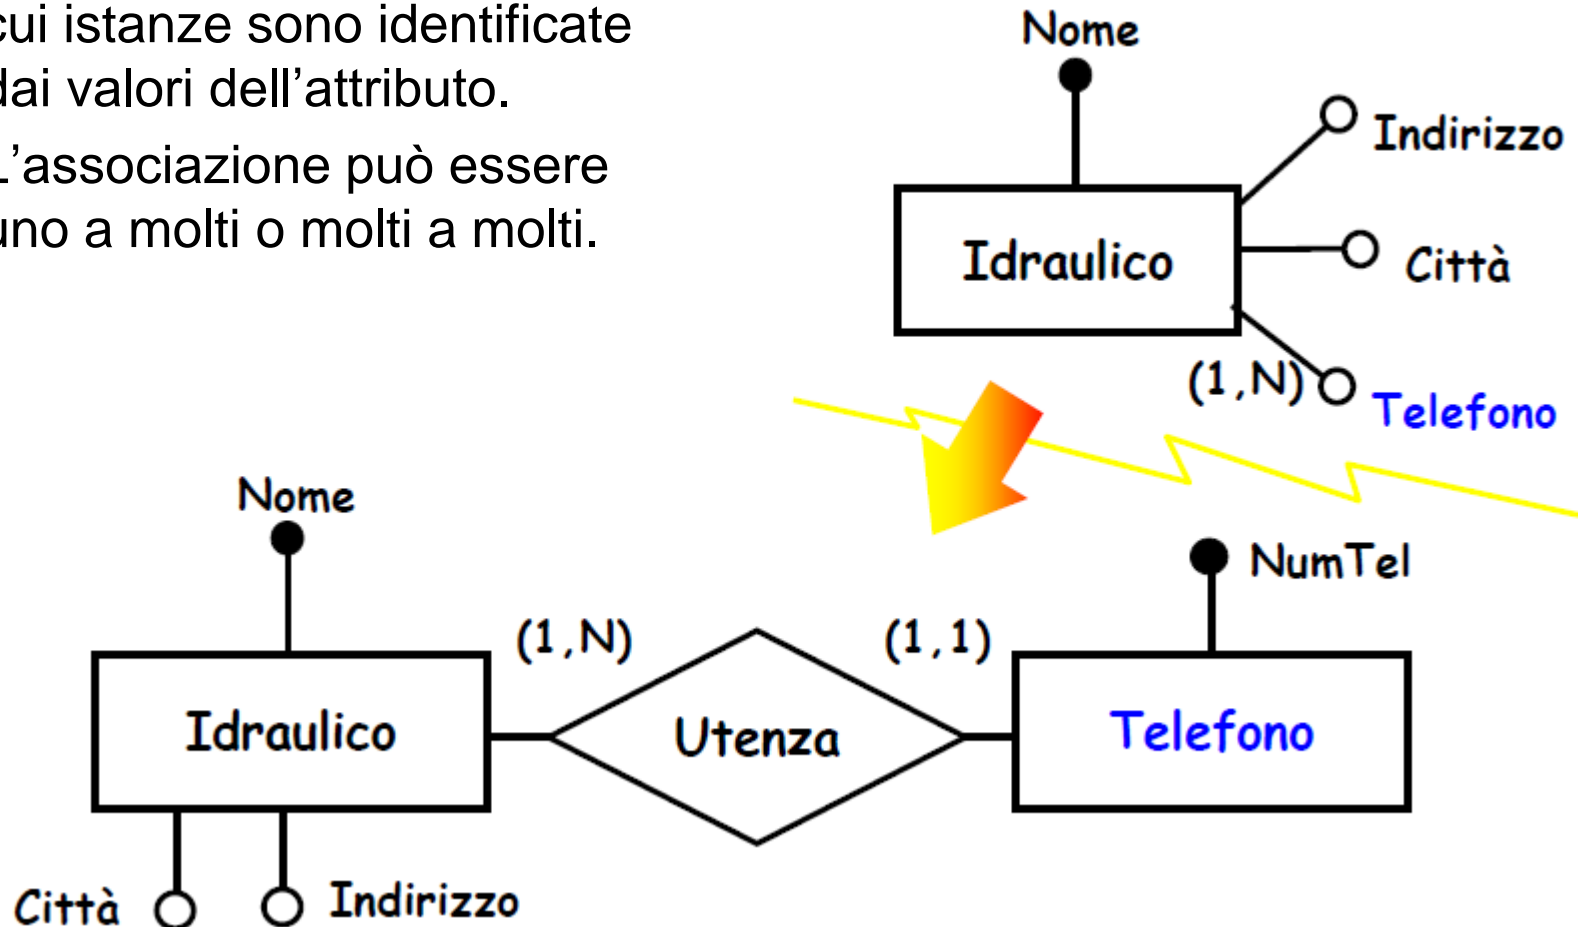 cui istanze sono identificate
dai valori dell'attributo.
L'associazione può essere
uno a molti o molti a molti.
Nome
Indirizzo
Idraulico
Città
(1,N)
Telefono
Nome
NumTel
(1,N)
(1,1)
Idraulico
Utenza
Telefono
Città
Indirizzo